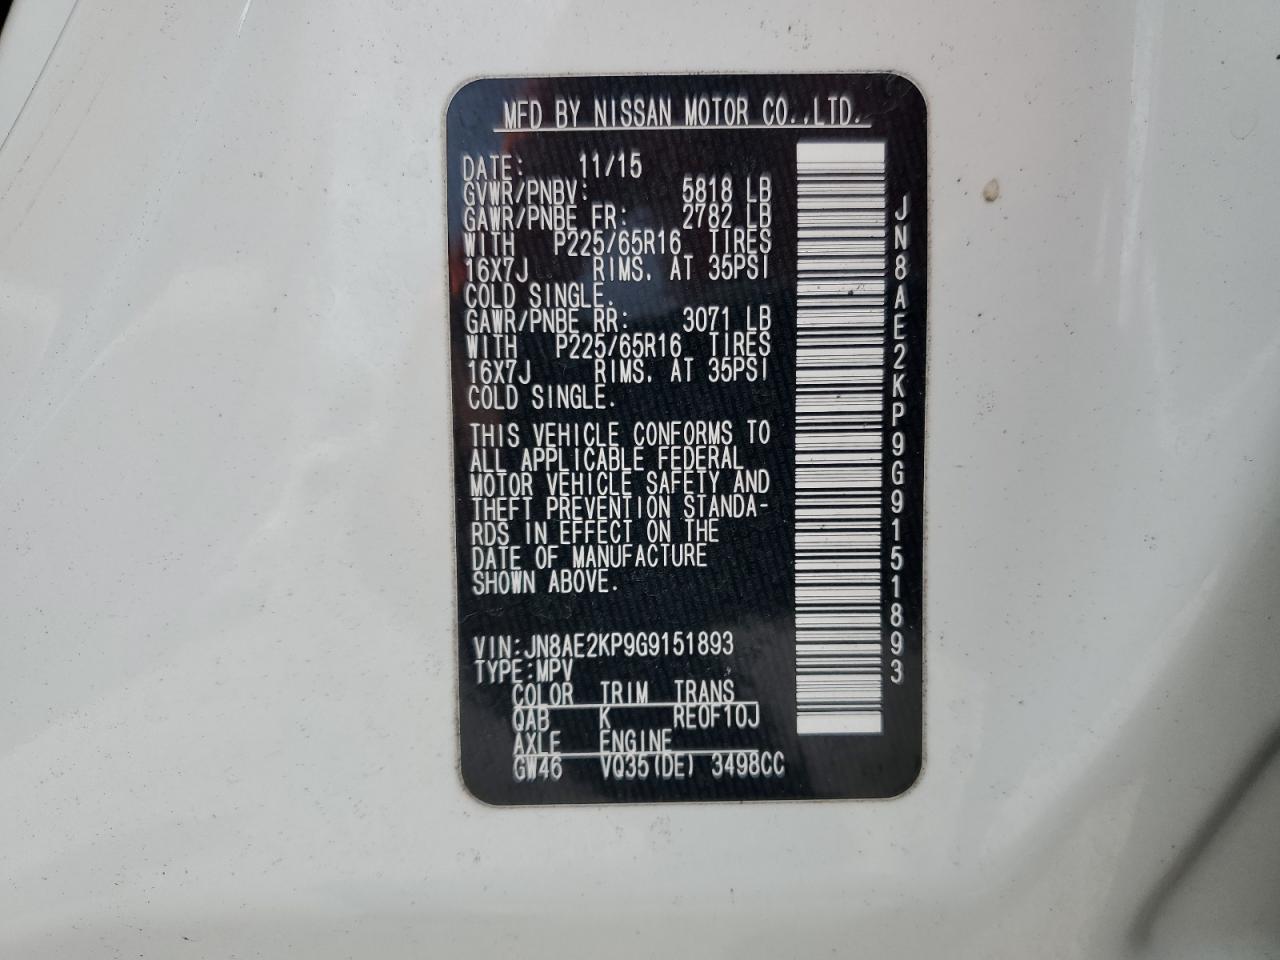 MFD BY NISSAN MOTOR CO.,LTD.
DATE: 11/15
GVWR/PNBV: 5818 LB
GAWR/PNBE FR: 2782 LB
WITH P225/65R16 TIRES
16X7J RIMS, AT 35PSI
COLD SINGLE.
GAWR/PNBE RR: 3071 LB
WITH P225/65R16 TIRES
16X7J RIMS, AT 35PSI
COLD SINGLE.
THIS VEHICLE CONFORMS TO
ALL APPLICABLE FEDERAL
MOTOR VEHICLE SAFETY AND
THEFT PREVENTION STANDA-
RDS IN EFFECT ON THE
DATE OF MANUFACTURE
SHOWN ABOVE.
VIN:JN8AE2KP9G9151893
TYPE:MPV
COLOR TRIM TRANS
QAB K RE0F10J
AXLE ENGINE
GW46 VQ35(DE) 3498CC
JN8AE2KP9G9151893